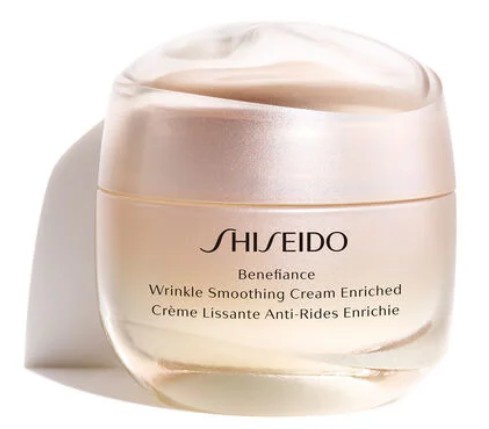 SHISEIDO
Benefiance
Wrinkle Smoothing Cream Enriched
Crème Lissante Anti-Rides Enrichie